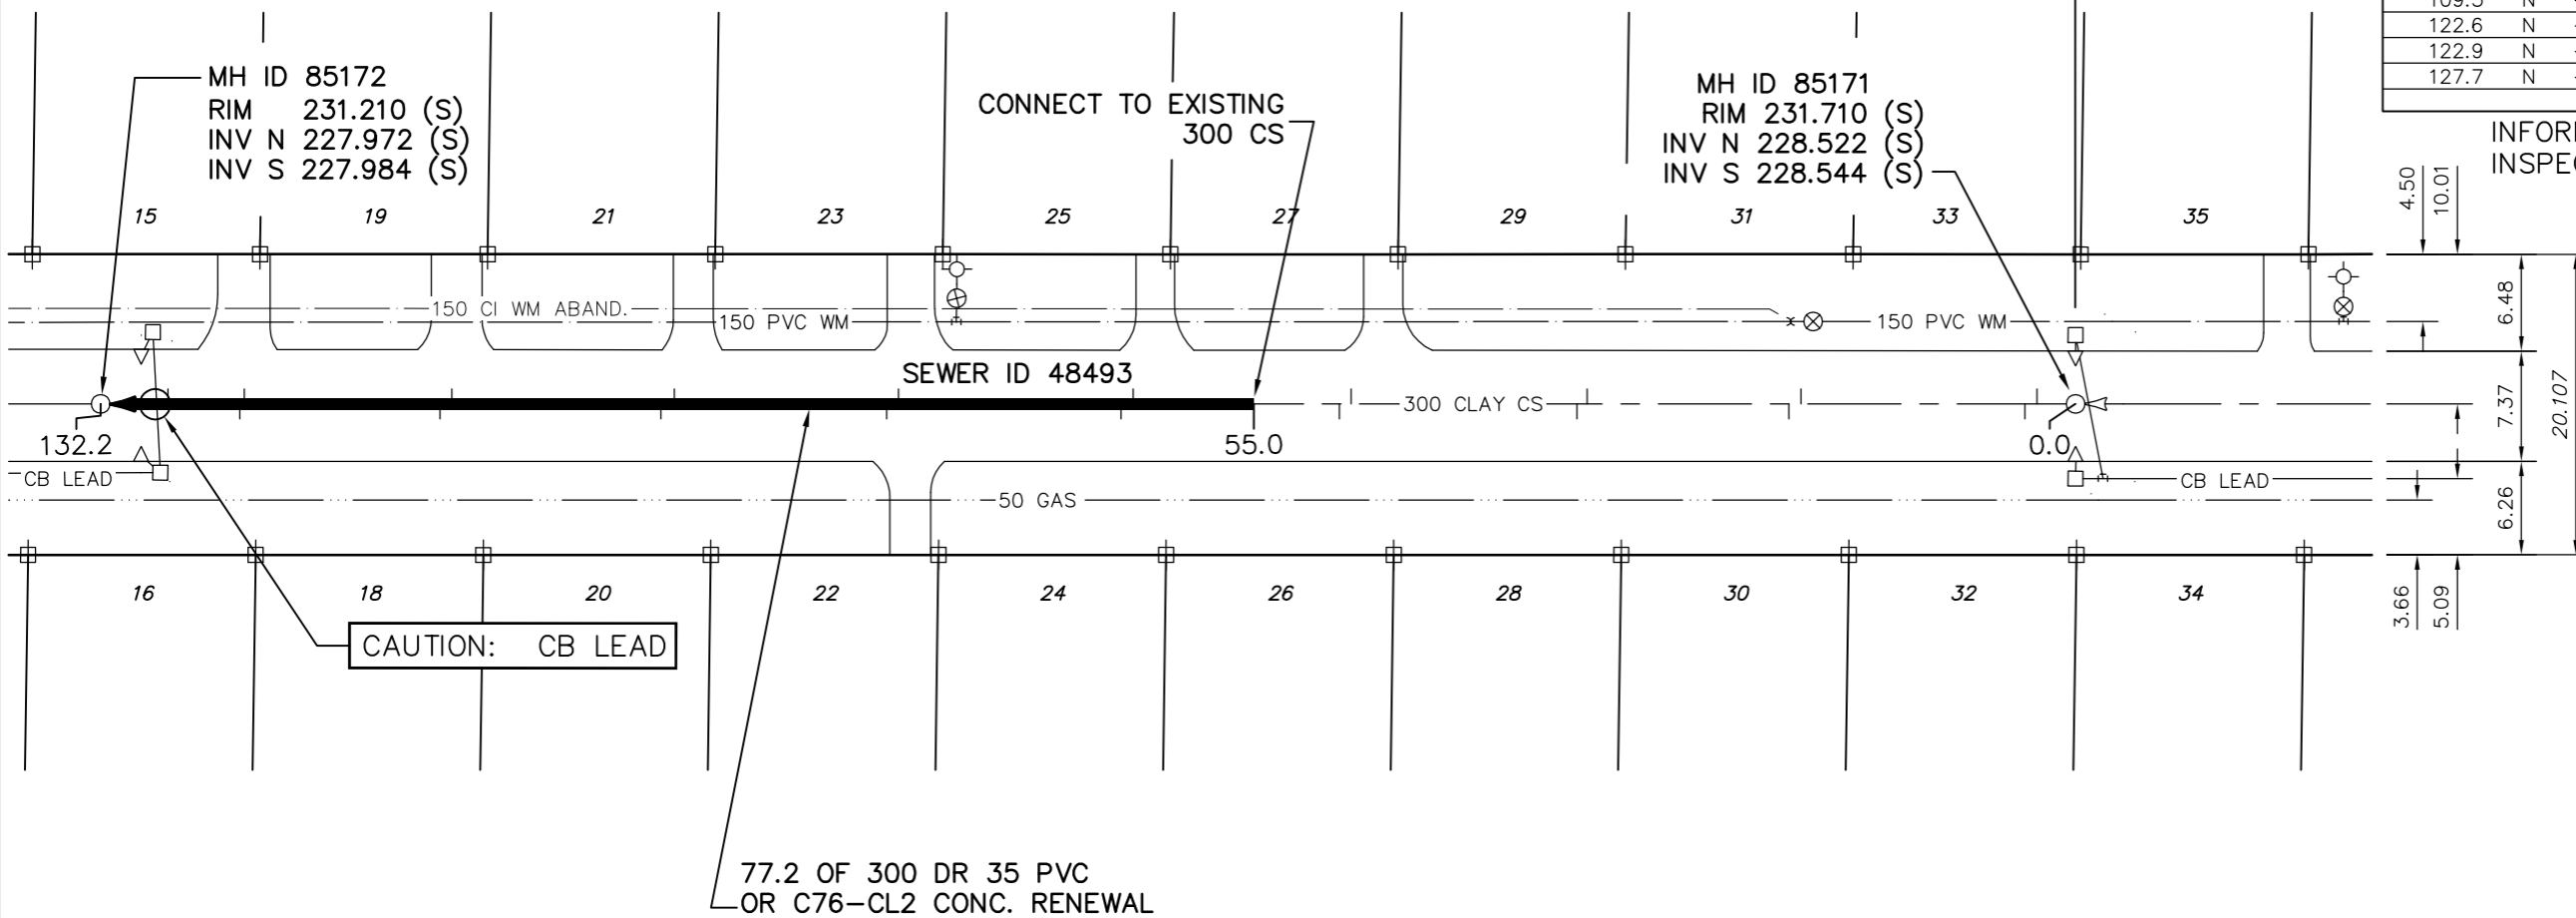 109.5 N
122.6 N
122.9 N
127.7 N
INSPE
MH ID 85172
RIM 231.210 (S)
INV N 227.972 (S)
INV S 227.984 (S)
CONNECT TO EXISTING
300 CS
MH ID 85171
RIM 231.710 (S)
INV N 228.522 (S)
INV S 228.544 (S)
4.50
10.01
15
19
21
23
25
27
29
31
33
35
150 CI WM ABAND.
150 PVC WM
150 PVC WM
6.48
SEWER ID 48493
300 CLAY CS
7.37
20.107
132.2
55.0
0.0
CB LEAD
50 GAS
CB LEAD
6.26
16
18
20
22
24
26
28
30
32
34
3.66
5.09
CAUTION: CB LEAD
77.2 OF 300 DR 35 PVC
OR C76-CL2 CONC. RENEWAL